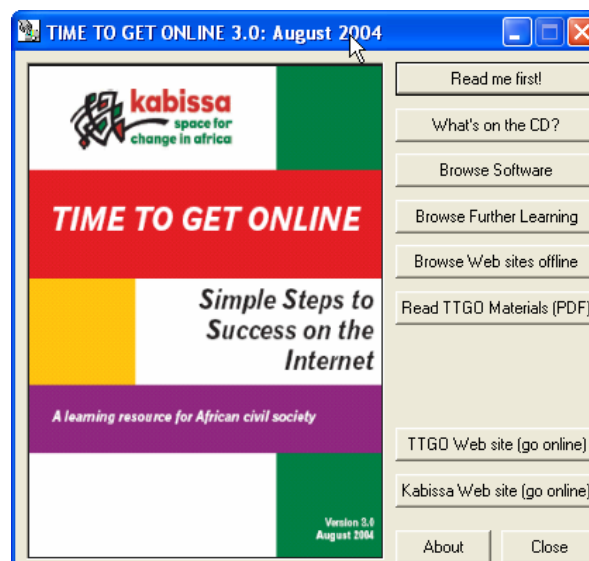 TIME TO GET ONLINE 3.0: August 2004
kabissa
space for
change in africa
TIME TO GET ONLINE
Simple Steps to
Success on the
Internet
A learning resource for African civil society
Version 3.0
August 2004
Read me first!
What's on the CD?
Browse Software
Browse Further Learning
Browse Web sites offline
Read TTGO Materials (PDF)
TTGO Web site (go online)
Kabissa Web site (go online)
About
Close